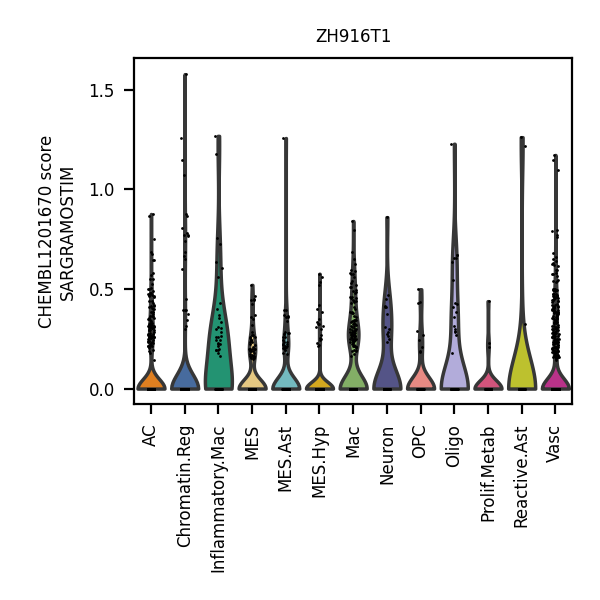 ZH916T1
CHEMBL1201670 score
SARGRAMOSTIM
1.5
1.0
0.5
0.0
AC
Chromatin.Reg
Inflammatory.Mac
MES
MES.Ast
MES.Hyp
Mac
Neuron
OPC
Oligo
Prolif.Metab
Reactive.Ast
Vasc